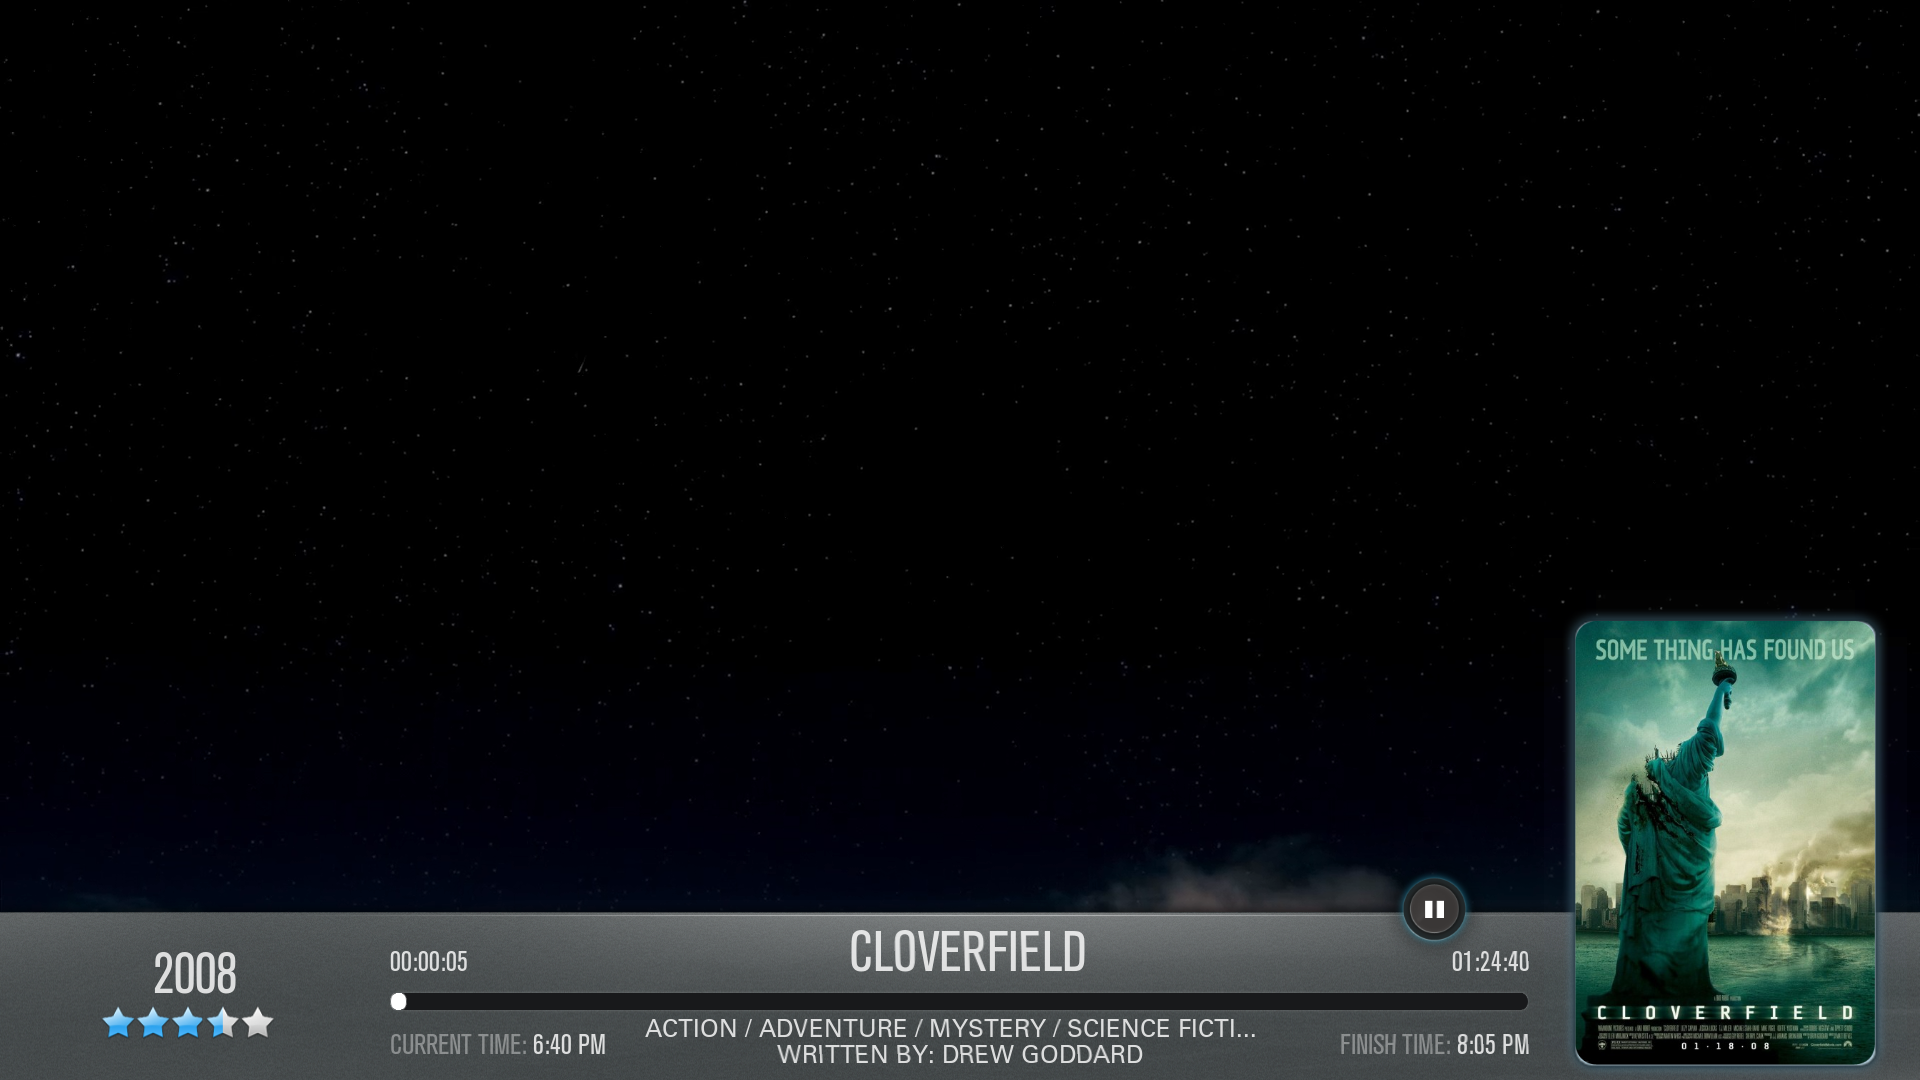 SOME THING HAS FOUND US
CLOVERFIELD
2008
00:00:05
01:24:40
CURRENT TIME: 6:40 PM
ACTION / ADVENTURE / MYSTERY / SCIENCE FICTI...
WRITTEN BY: DREW GODDARD
FINISH TIME: 8:05 PM
CLOVERFIELD
01·18·08